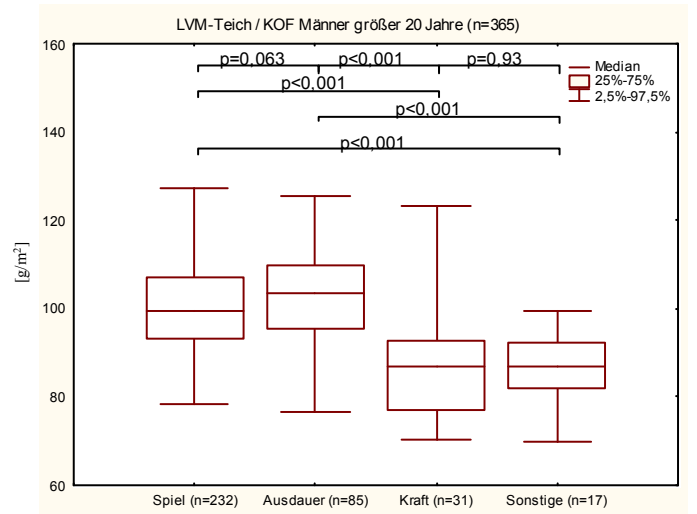 LVM-Teich / KOF Männer größer 20 Jahre (n=365)
160
140
120
100
80
60
[g/m²]
p=0,063
p<0,001
p=0,93
p<0,001
p<0,001
p<0,001
Median
25%-75%
2,5%-97,5%
Spiel (n=232)
Ausdauer (n=85)
Kraft (n=31)
Sonstige (n=17)